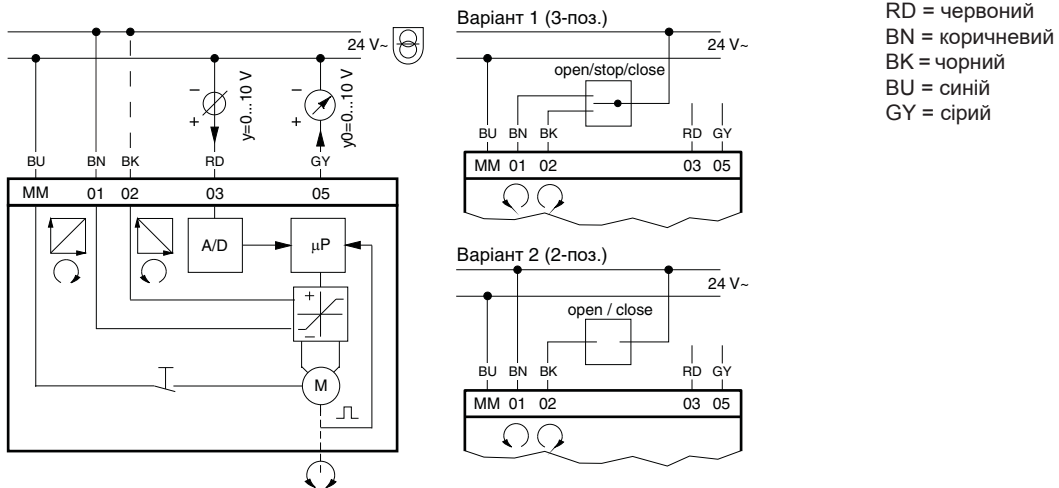 24 V~
− −
+ +
y=0...10 V
y0=0...10 V
BU BN BK RD GY
MM 01 02 03 05
A/D µP
+
−
M
Варіант 1 (3-поз.)
24 V~
open/stop/close
BU BN BK RD GY
MM 01 02 03 05
Варіант 2 (2-поз.)
24 V~
open / close
BU BN BK RD GY
MM 01 02 03 05
RD = червоний
BN = коричневий
BK = чорний
BU = синій
GY = сірий